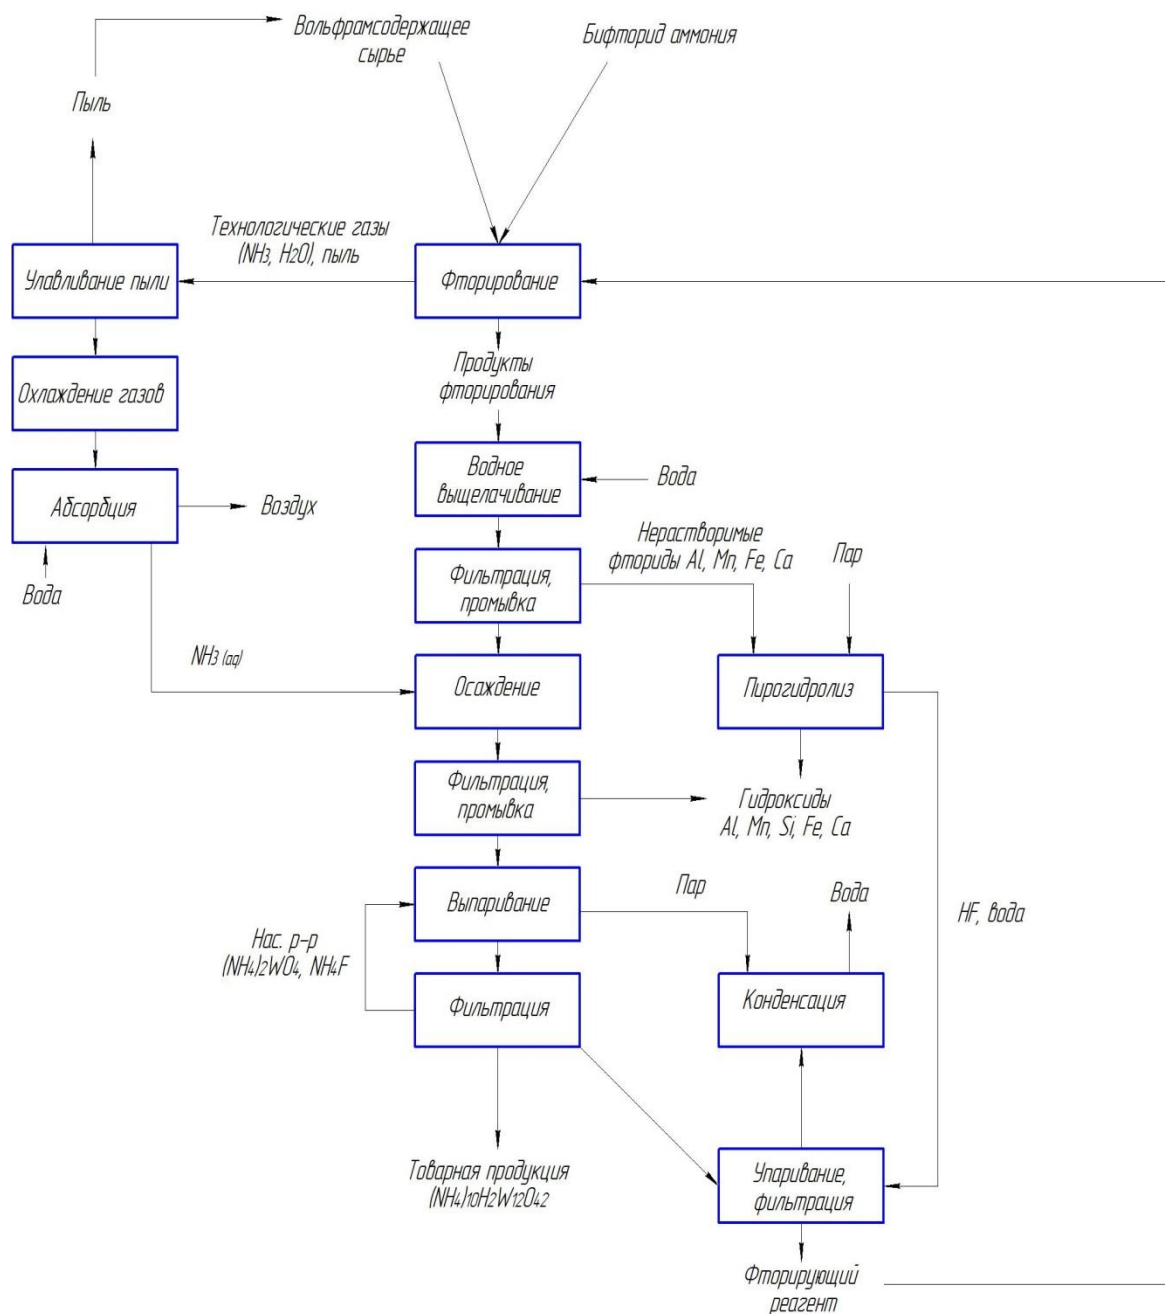 Вольфрамсодержащее
сырье
Бифторид аммония
Пыль
Технологические газы
(NH3, H2O), пыль
Улавливание пыли
Фторирование
Продукты
фторирования
Охлаждение газов
Водное
выщелачивание
Вода
Абсорбция
Воздух
Вода
Нерастворимые
фториды Al, Mn, Fe, Ca
Пар
Фильтрация,
промывка
NH3 (aq)
Осаждение
Пирогидролиз
Фильтрация,
промывка
Гидроксиды
Al, Mn, Si, Fe, Ca
Выпаривание
Пар
Вода
HF, вода
Нас. р-р
(NH4)2WO4, NH4F
Фильтрация
Конденсация
Товарная продукция
(NH4)10H2W12O42
Упаривание,
фильтрация
Фторирующий
реагент